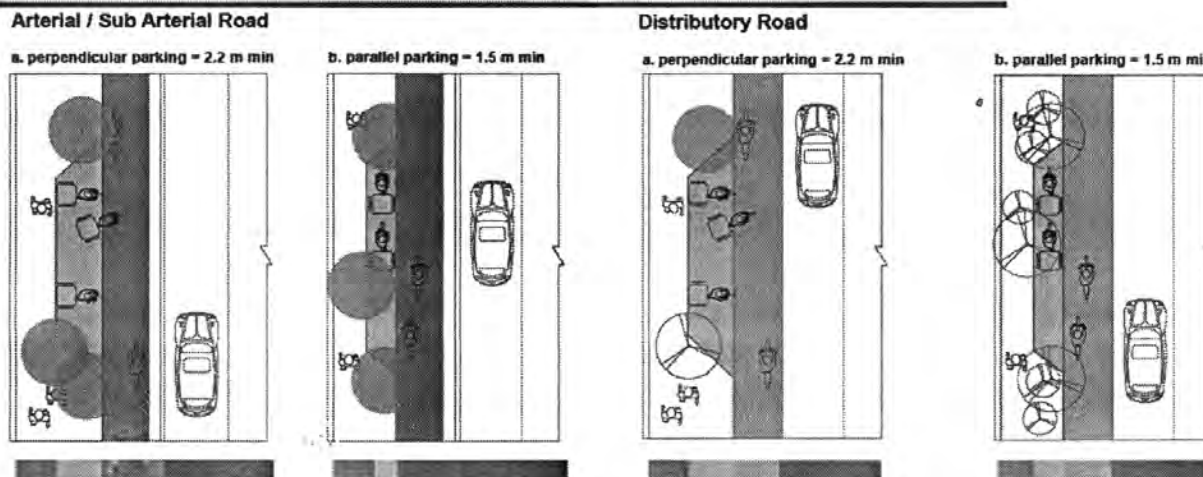 Arterial / Sub Arterial Road
Distributory Road
a. perpendicular parking = 2.2 m min
b. parallel parking = 1.5 m min
a. perpendicular parking = 2.2 m min
b. parallel parking = 1.5 m mi